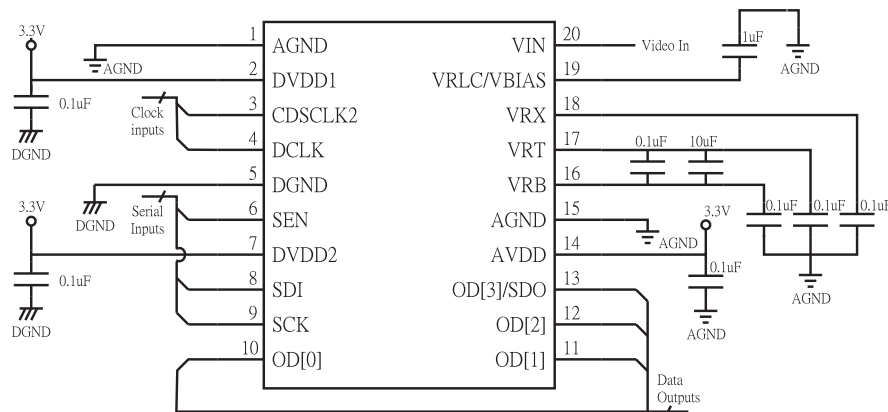 3.3V
1 AGND VIN 20 Video In 1uF
AGND
AGND
2 DVDD1 VRLC/VBIAS 19
0.1uF
Clock
inputs
3 CDSCLK2 VRX 18
DGND
4 DCLK VRT 17 0.1uF 10uF
5 DGND VRB 16
DGND
Serial
Inputs
0.1uF 0.1uF 0.1uF
3.3V
6 SEN AGND 15 3.3V
AGND
7 DVDD2 AVDD 14
0.1uF
0.1uF
8 SDI OD[3]/SDO 13
AGND
DGND
9 SCK OD[2] 12
AGND
10 OD[0] OD[1] 11
Data
Outputs